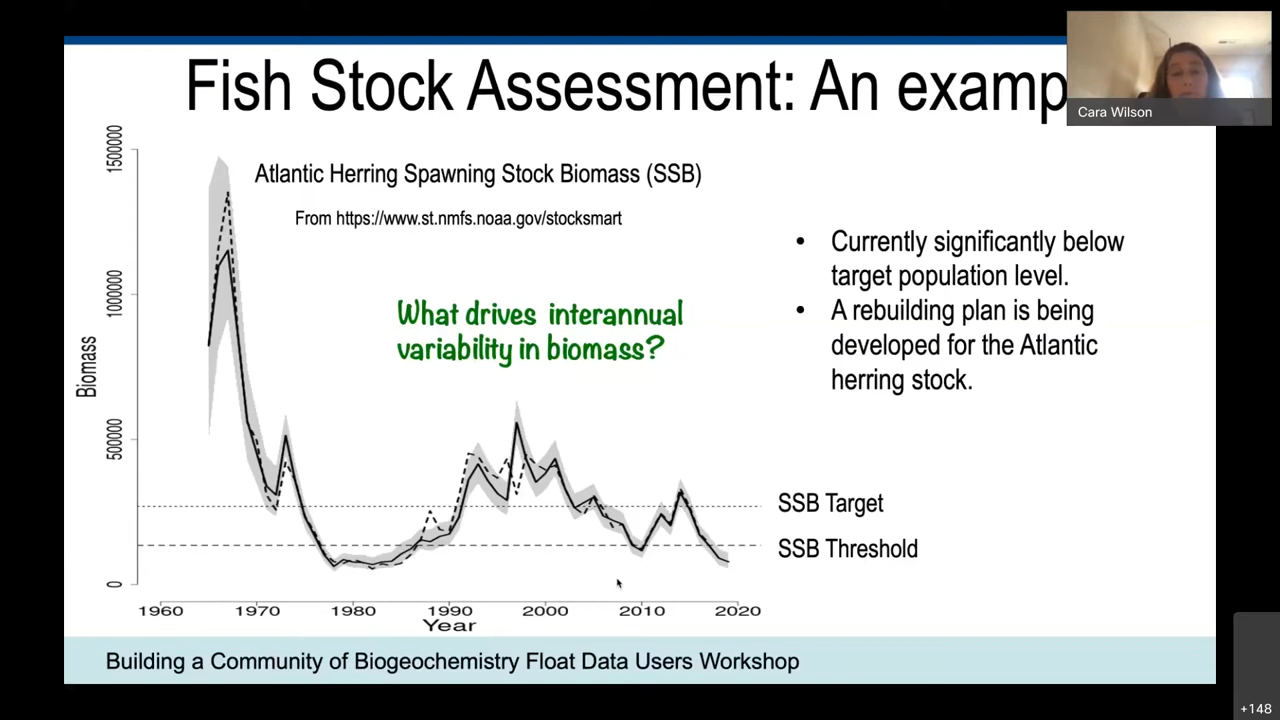 Fish Stock Assessment: An examp
Cara Wilson
Atlantic Herring Spawning Stock Biomass (SSB)
From https://www.st.nmfs.noaa.gov/stocksmart
What drives interannual
variability in biomass?
• Currently significantly below
target population level.
• A rebuilding plan is being
developed for the Atlantic
herring stock.
Biomass
1500000
1000000
500000
0
SSB Target
SSB Threshold
1960 1970 1980 1990 2000 2010 2020
Year
Building a Community of Biogeochemistry Float Data Users Workshop
+148